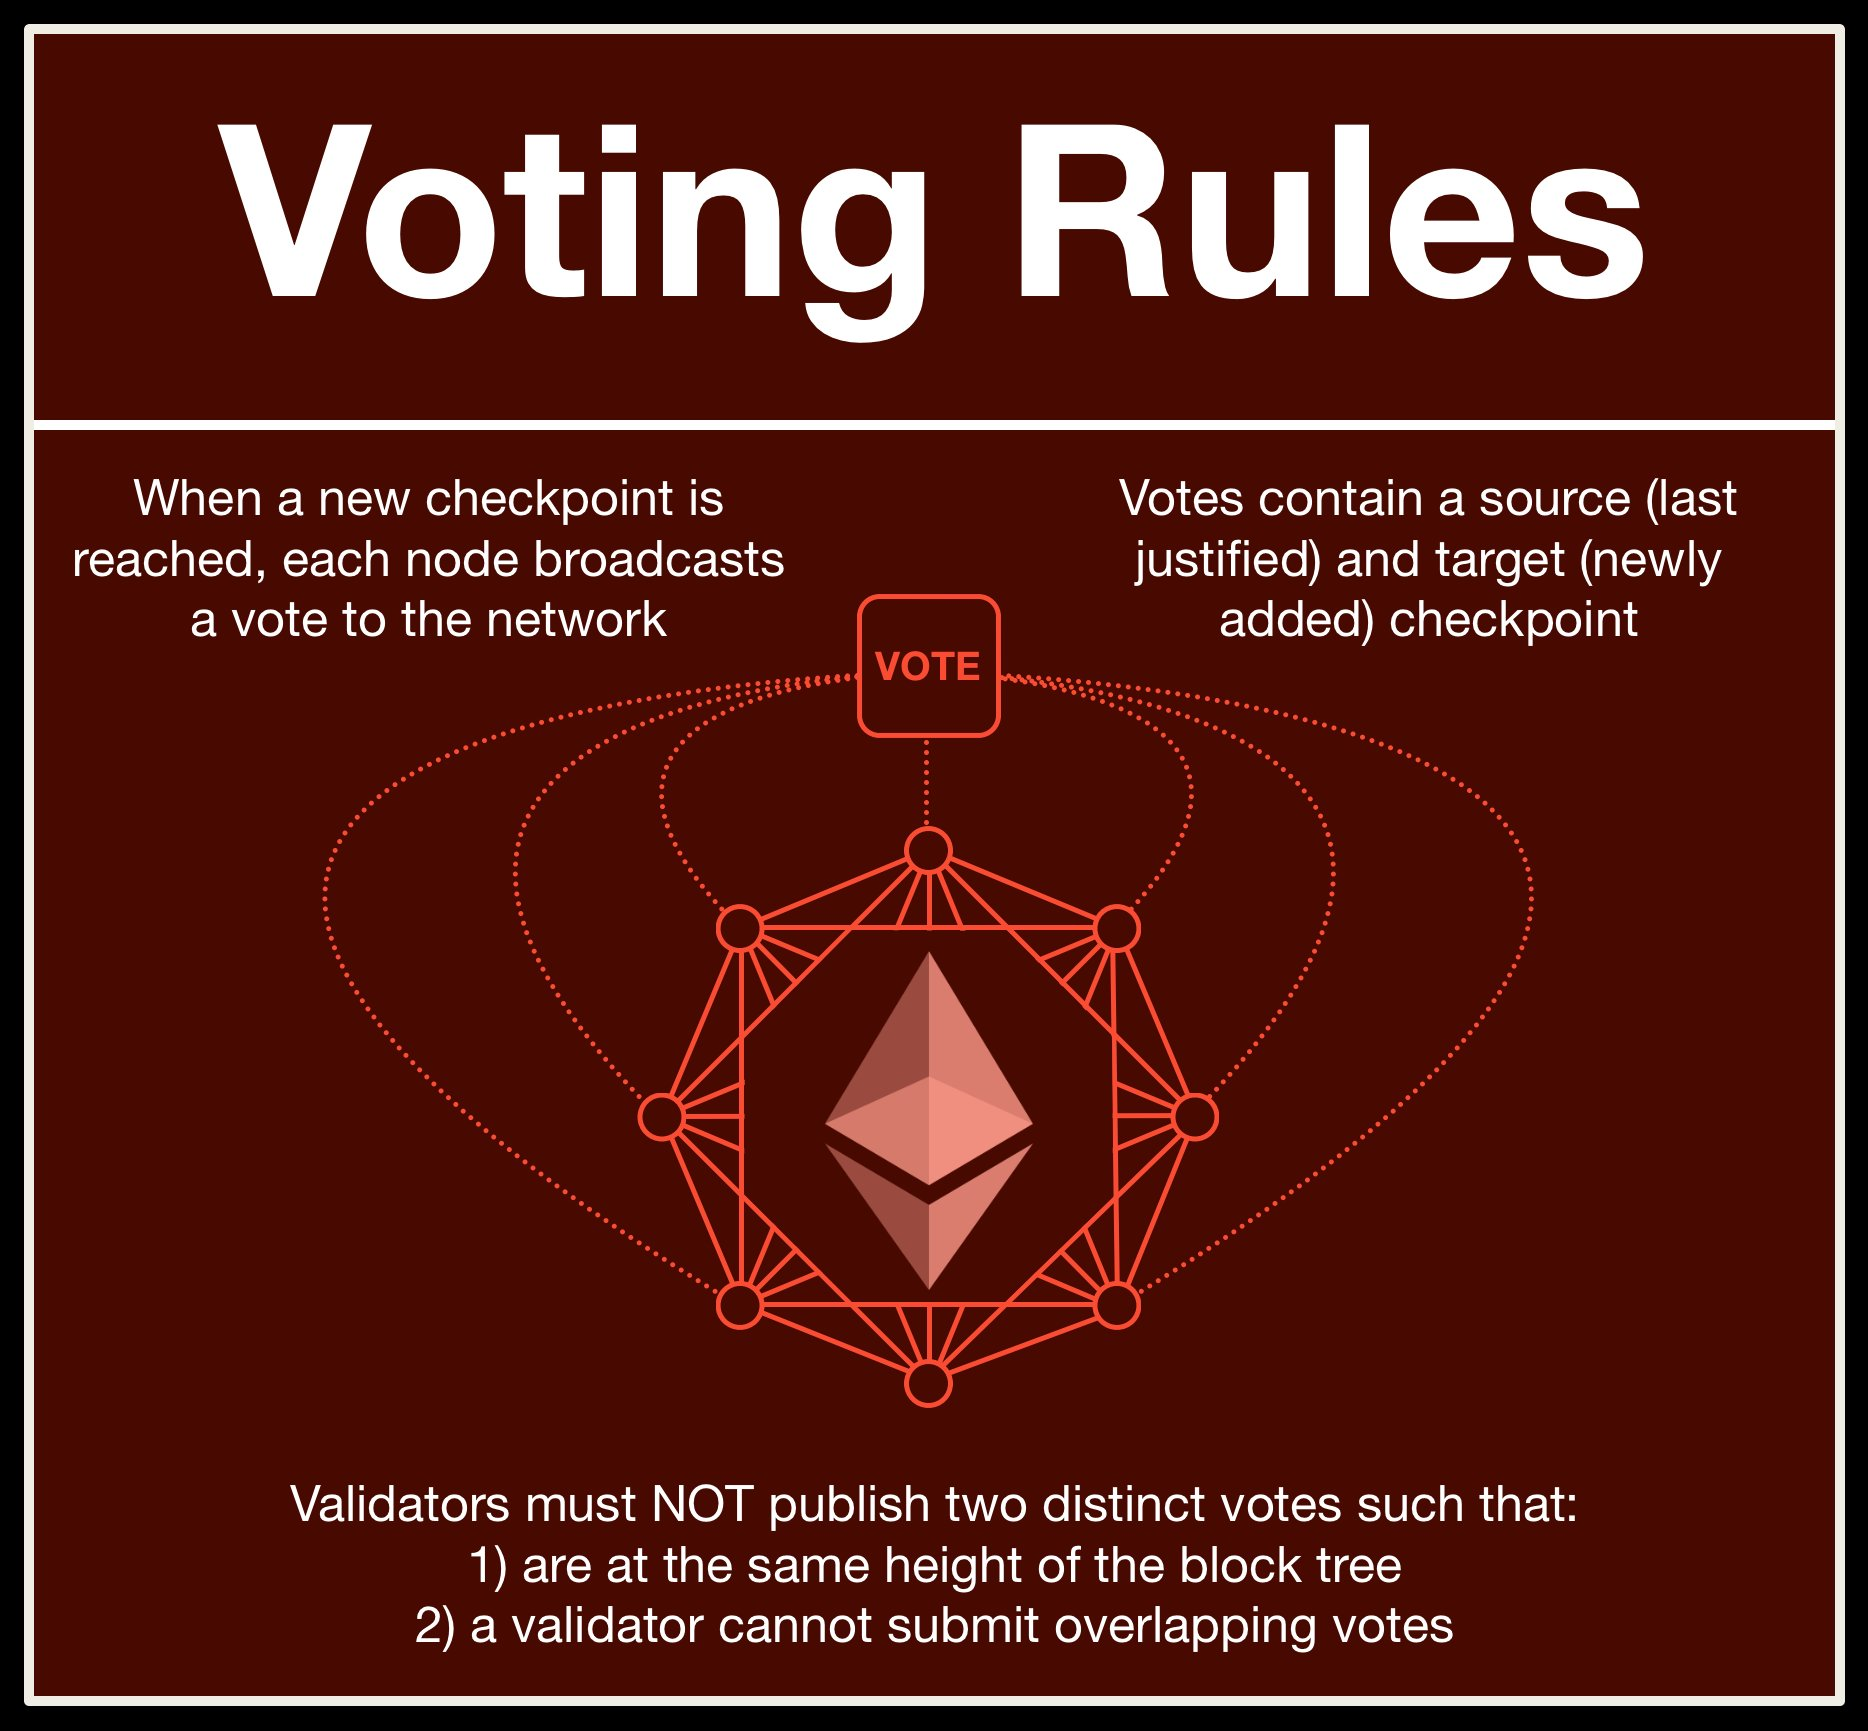 Voting Rules
When a new checkpoint is
reached, each node broadcasts
a vote to the network
Votes contain a source (last
justified) and target (newly
added) checkpoint
VOTE
Validators must NOT publish two distinct votes such that:
1) are at the same height of the block tree
2) a validator cannot submit overlapping votes